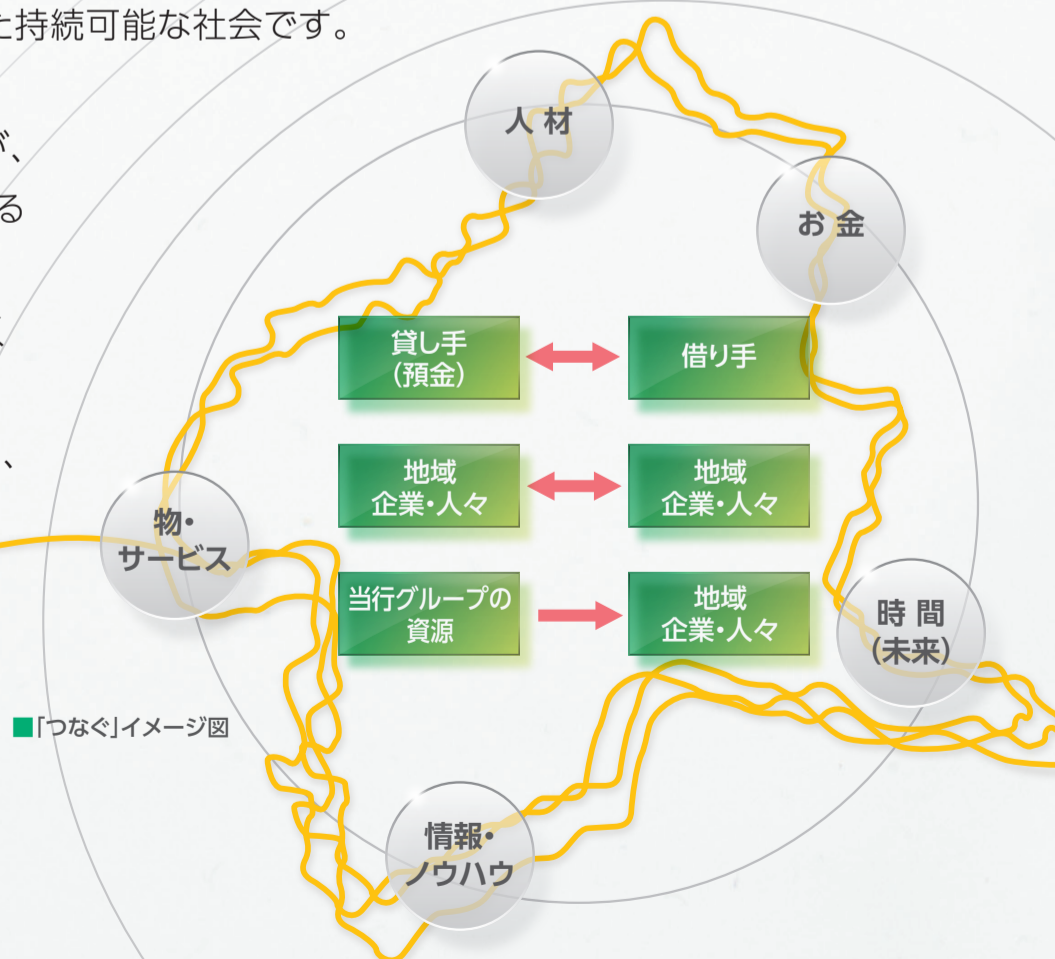 持続可能な社会です。
が、
る
、
人 材
お 金
貸し手
(預金)
借り手
地域
企業・人々
地域
企業・人々
物・
サービス
当行グループの
資源
地域
企業・人々
時 間
(未来)
■「つなぐ」イメージ図
情報・
ノウハウ